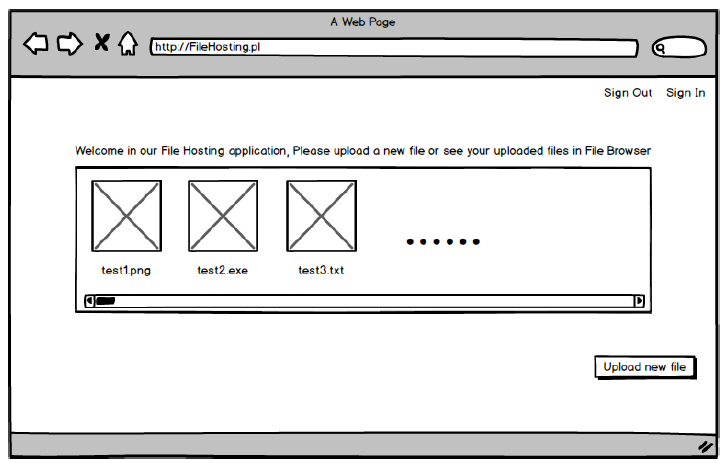 A Web Page
http://FileHosting.pl
Sign Out Sign In
Welcome in our File Hosting application, Please upload a new file or see your uploaded files in File Browser
test1.png test2.exe test3.txt
Upload new file